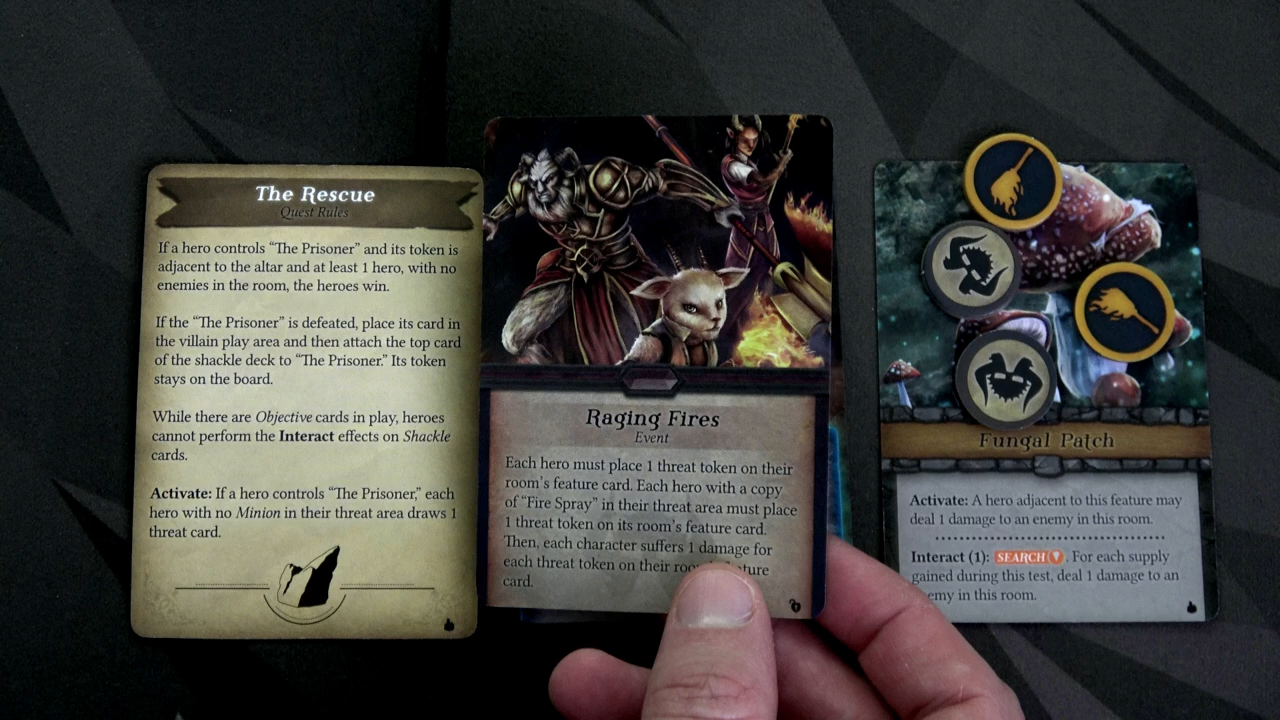 The Rescue
Quest Rules
If a hero controls “The Prisoner” and its token is
adjacent to the altar and at least 1 hero, with no
enemies in the room, the heroes win.
If the “The Prisoner” is defeated, place its card in
the villain play area and then attach the top card
of the shackle deck to “The Prisoner.” Its token
stays on the board.
While there are Objective cards in play, heroes
cannot perform the Interact effects on Shackle
cards.
Activate: If a hero controls “The Prisoner,” each
hero with no Minion in their threat area draws 1
threat card.
Raging Fires
Event
Each hero must place 1 threat token on their
room’s feature card. Each hero with a copy
of “Fire Spray” in their threat area must place
1 threat token on its room’s feature card.
Then, each character suffers 1 damage for
each threat token on their
card.
Fungal Patch
Activate: A hero adjacent to this feature may
deal 1 damage to an enemy in this room.
Interact (1): SEARCH. For each supply
gained during this test, deal 1 damage to an
in this room.